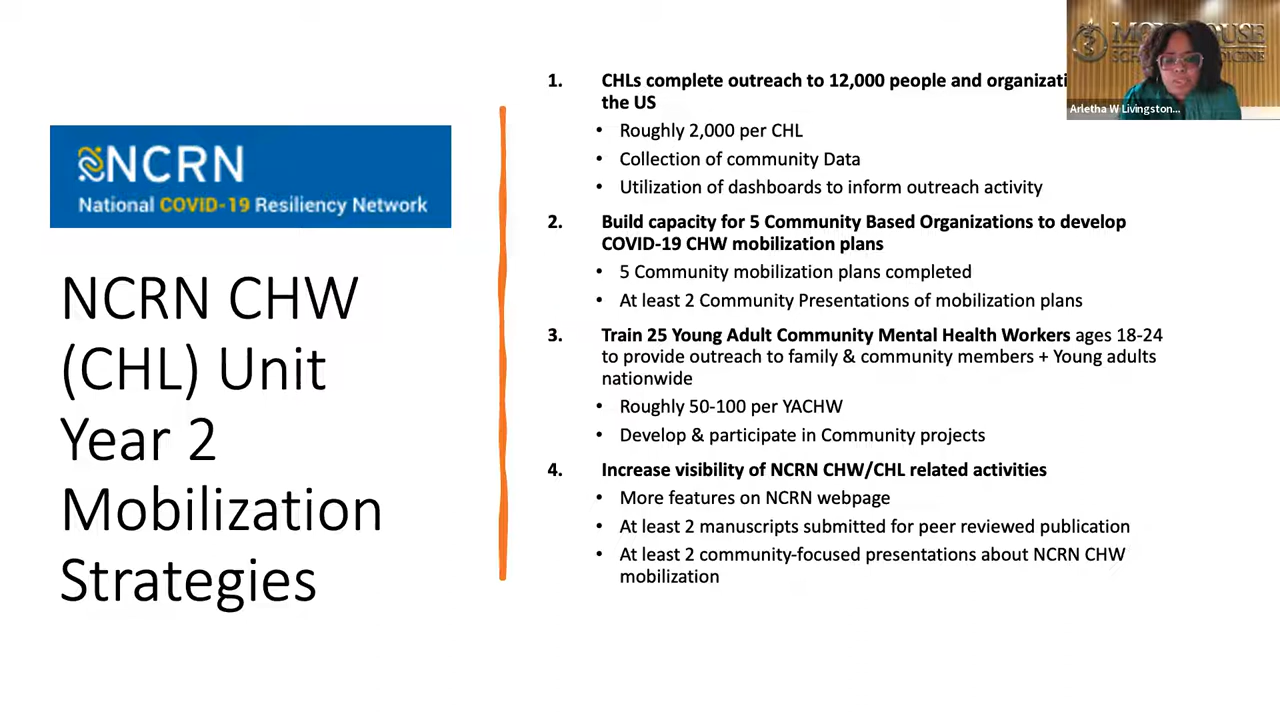 NCRN
National COVID-19 Resiliency Network
NCRN CHW
(CHL) Unit
Year 2
Mobilization
Strategies
1. CHLs complete outreach to 12,000 people and
the US
• Roughly 2,000 per CHL
• Collection of community Data
• Utilization of dashboards to inform outreach activity
2. Build capacity for 5 Community Based Organizations to develop
COVID-19 CHW mobilization plans
• 5 Community mobilization plans completed
• At least 2 Community Presentations of mobilization plans
3. Train 25 Young Adult Community Mental Health Workers ages 18-24
to provide outreach to family & community members + Young adults
nationwide
• Roughly 50-100 per YACHW
• Develop & participate in Community projects
4. Increase visibility of NCRN CHW/CHL related activities
• More features on NCRN webpage
• At least 2 manuscripts submitted for peer reviewed publication
• At least 2 community-focused presentations about NCRN CHW
mobilization
Arletha W Livingston...